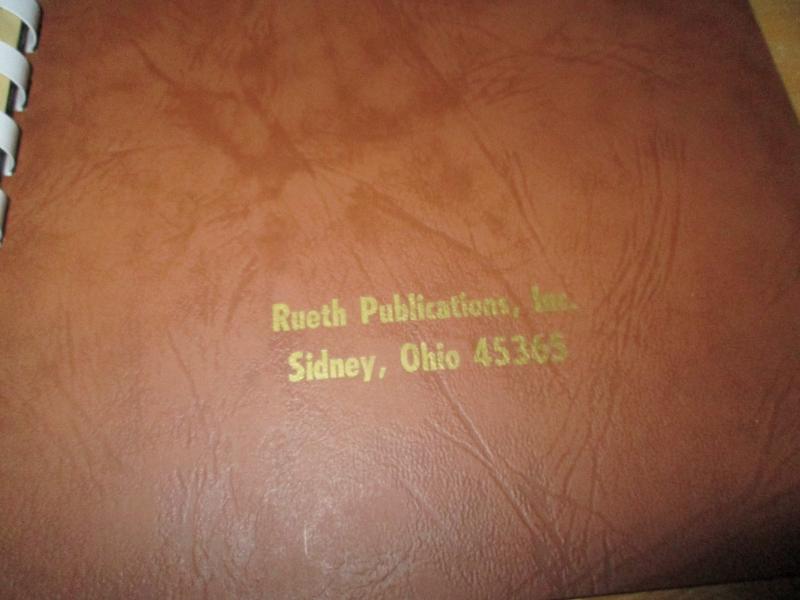 Rueth Publications, Inc.
Sidney, Ohio 45365